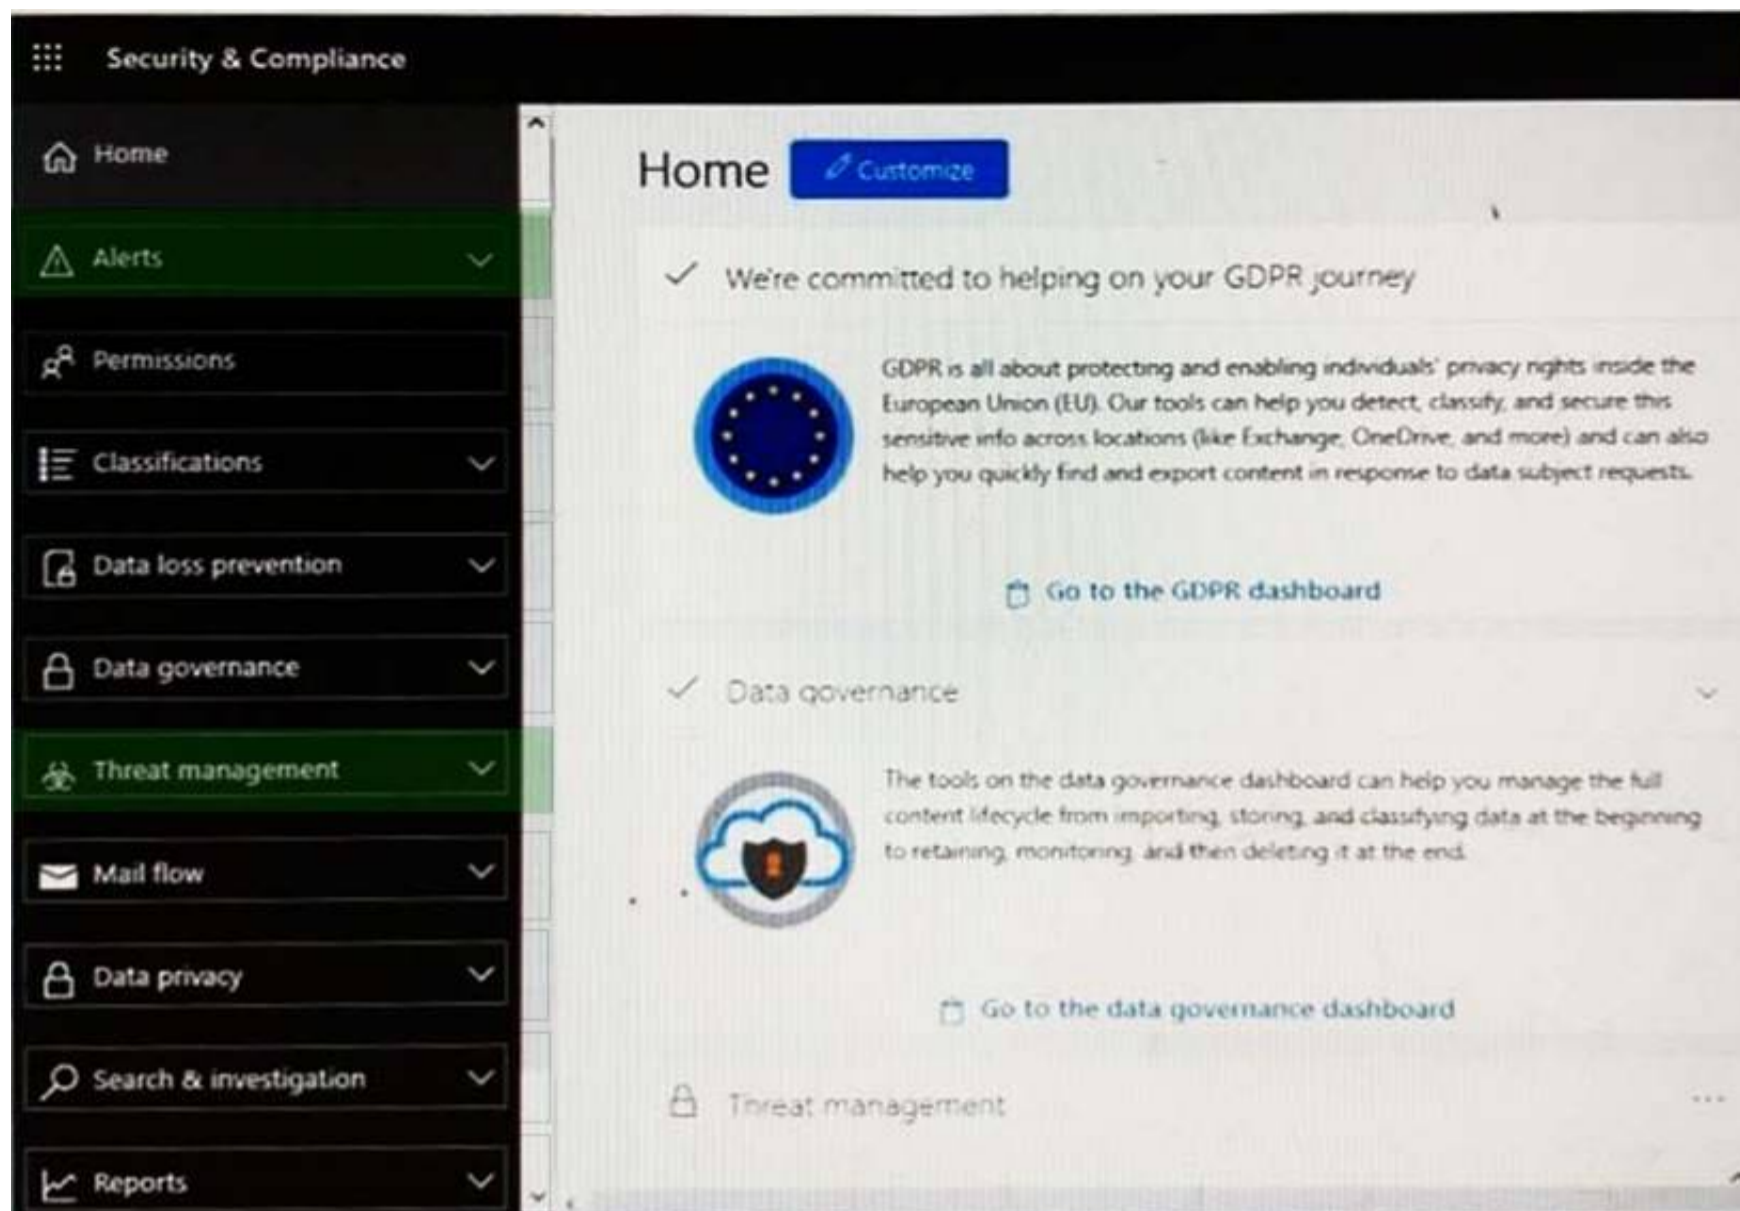 Security & Compliance
Home
Alerts
Permissions
Classifications
Data loss prevention
Data governance
Threat management
Mail flow
Data privacy
Search & investigation
Reports
Home
Customize
We're committed to helping on your GDPR journey
GDPR is all about protecting and enabling individuals' privacy rights inside the
European Union (EU). Our tools can help you detect, classify, and secure this
sensitive info across locations (like Exchange, OneDrive, and more) and can also
help you quickly find and export content in response to data subject requests.
Go to the GDPR dashboard
Data governance
The tools on the data governance dashboard can help you manage the full
content lifecycle from importing, storing, and classifying data at the beginning
to retaining, monitoring, and then deleting it at the end.
Go to the data governance dashboard
Threat management